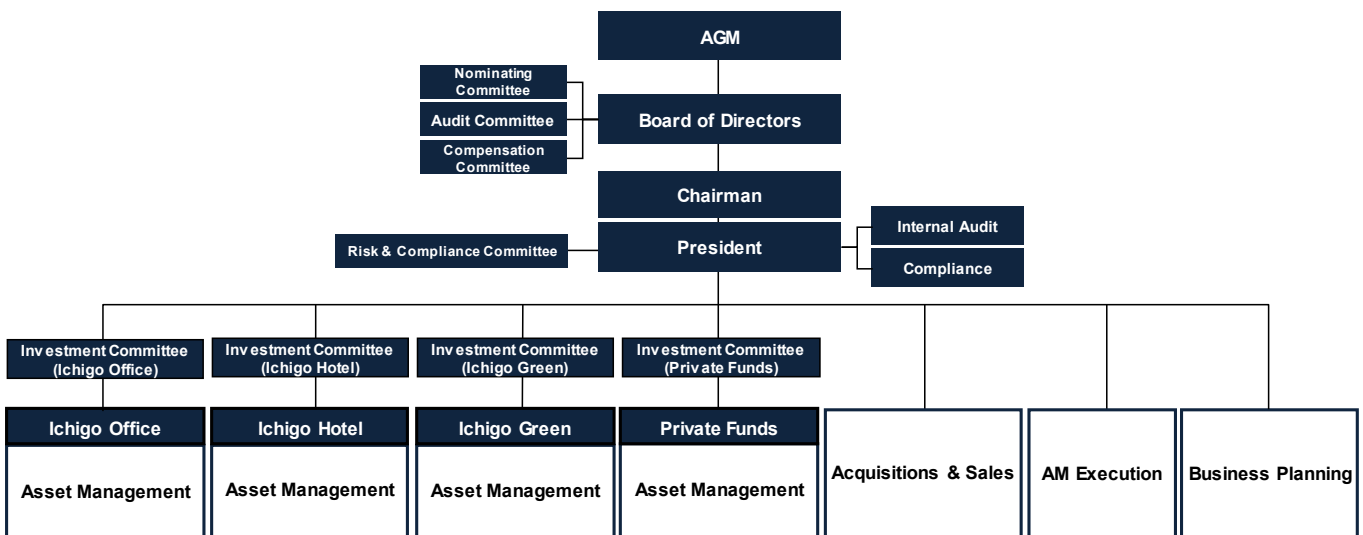 AGM
Nominating
Committee
Audit Committee
Board of Directors
Compensation
Committee
Chairman
Risk & Compliance Committee
President
Internal Audit
Compliance
Investment Committee
(Ichigo Office)
Investment Committee
(Ichigo Hotel)
Investment Committee
(Ichigo Green)
Investment Committee
(Private Funds)
Ichigo Office
Ichigo Hotel
Ichigo Green
Private Funds
Asset Management
Asset Management
Asset Management
Asset Management
Acquisitions & Sales
AM Execution
Business Planning